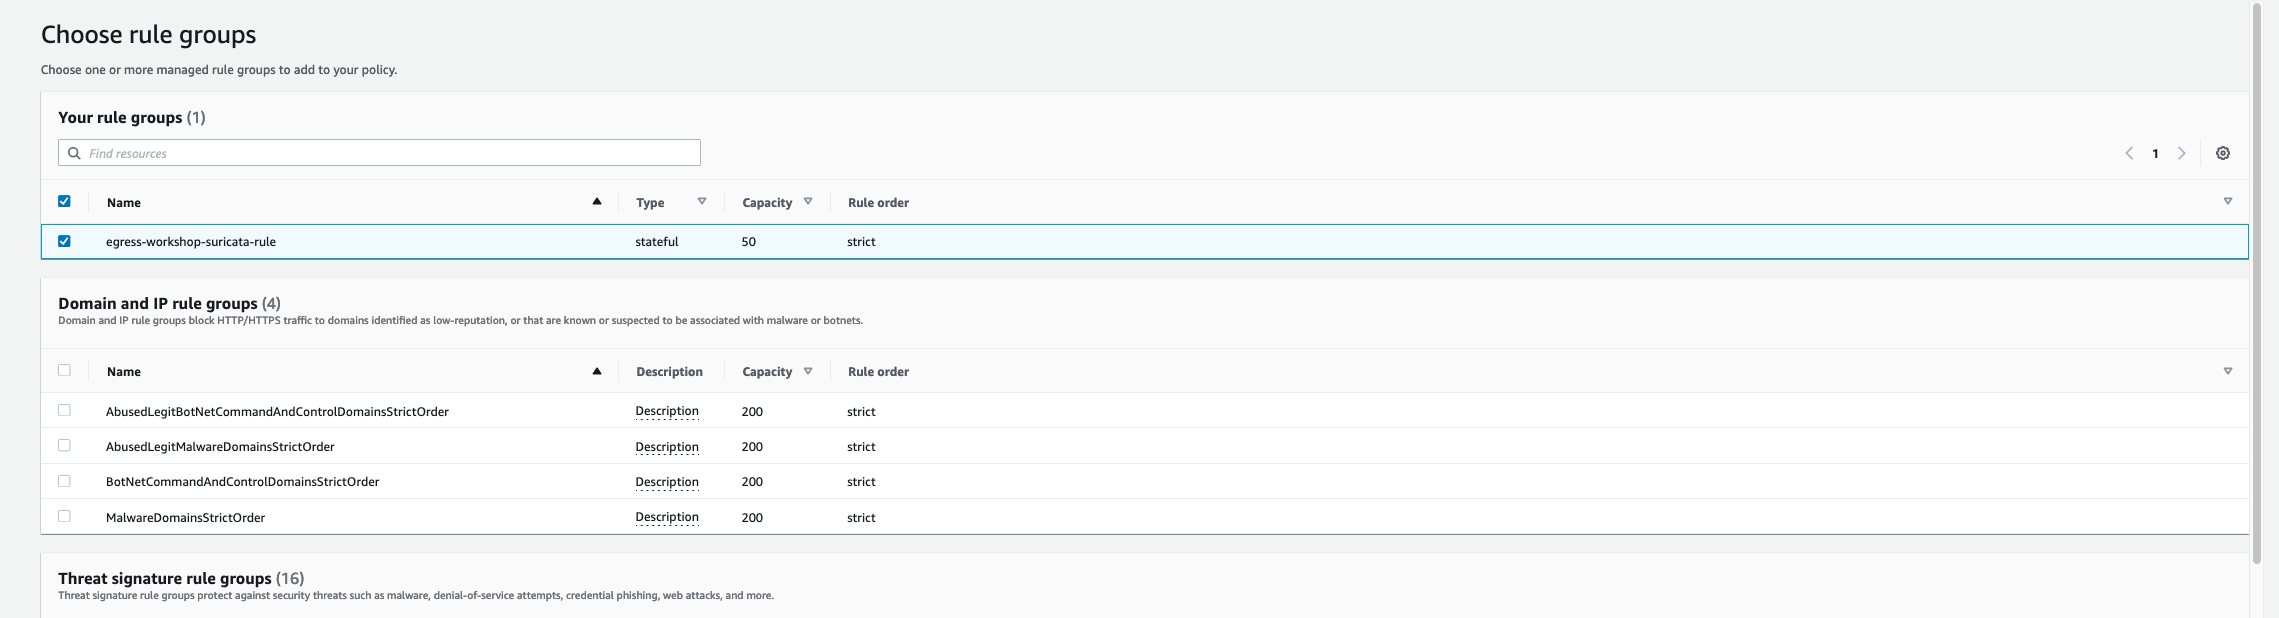 Choose rule groups
Choose one or more managed rule groups to add to your policy.
Your rule groups (1)
Find resources
1
Name Type Capacity Rule order
egress-workshop-suricata-rule stateful 50 strict
Domain and IP rule groups (4)
Domain and IP rule groups block HTTP/HTTPS traffic to domains identified as low-reputation, or that are known or suspected to be associated with malware or botnets.
Name Description Capacity Rule order
AbusedLegitBotNetCommandAndControlDomainsStrictOrder Description 200 strict
AbusedLegitMalwareDomainsStrictOrder Description 200 strict
BotNetCommandAndControlDomainsStrictOrder Description 200 strict
MalwareDomainsStrictOrder Description 200 strict
Threat signature rule groups (16)
Threat signature rule groups protect against security threats such as malware, denial-of-service attempts, credential phishing, web attacks, and more.